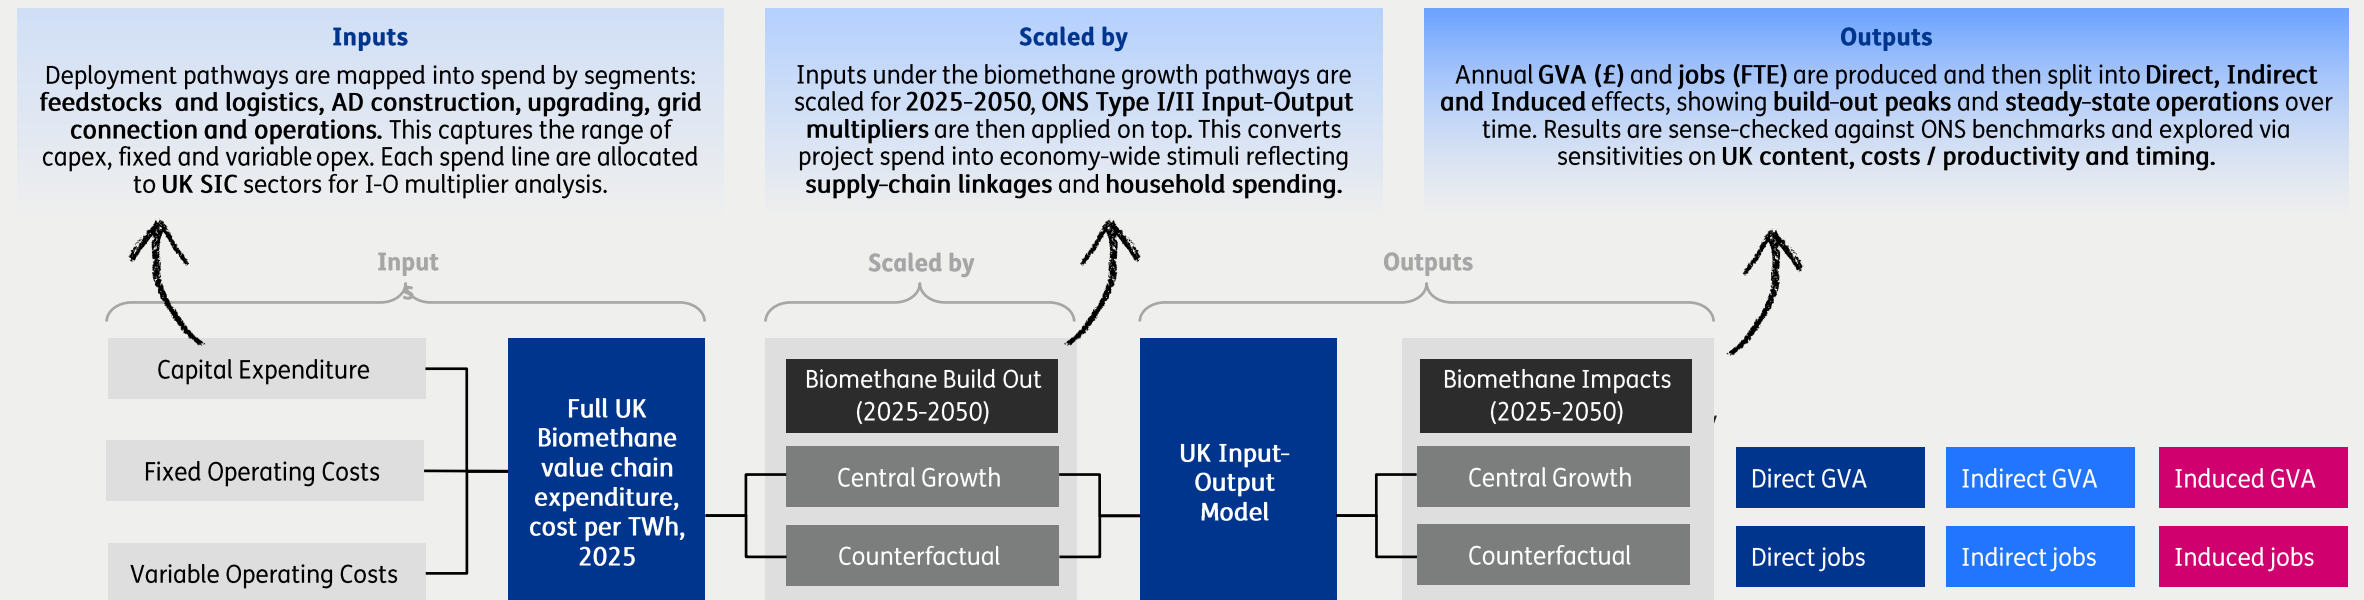 Inputs
Deployment pathways are mapped into spend by segments:
feedstocks and logistics, AD construction, upgrading, grid
connection and operations. This captures the range of
capex, fixed and variable opex. Each spend line are allocated
to UK SIC sectors for I-O multiplier analysis.
Scaled by
Inputs under the biomethane growth pathways are
scaled for 2025-2050, ONS Type I/II Input-Output
multipliers are then applied on top. This converts
project spend into economy-wide stimuli reflecting
supply-chain linkages and household spending.
Outputs
Annual GVA (£) and jobs (FTE) are produced and then split into Direct, Indirect
and Induced effects, showing build-out peaks and steady-state operations over
time. Results are sense-checked against ONS benchmarks and explored via
sensitivities on UK content, costs / productivity and timing.
Input
s
Scaled by
Outputs
Capital Expenditure
Fixed Operating Costs
Variable Operating Costs
Full UK
Biomethane
value chain
expenditure,
cost per TWh,
2025
Biomethane Build Out
(2025-2050)
Central Growth
Counterfactual
UK Input-
Output
Model
Biomethane Impacts
(2025-2050)
Central Growth
Counterfactual
Direct GVA
Indirect GVA
Induced GVA
Direct jobs
Indirect jobs
Induced jobs